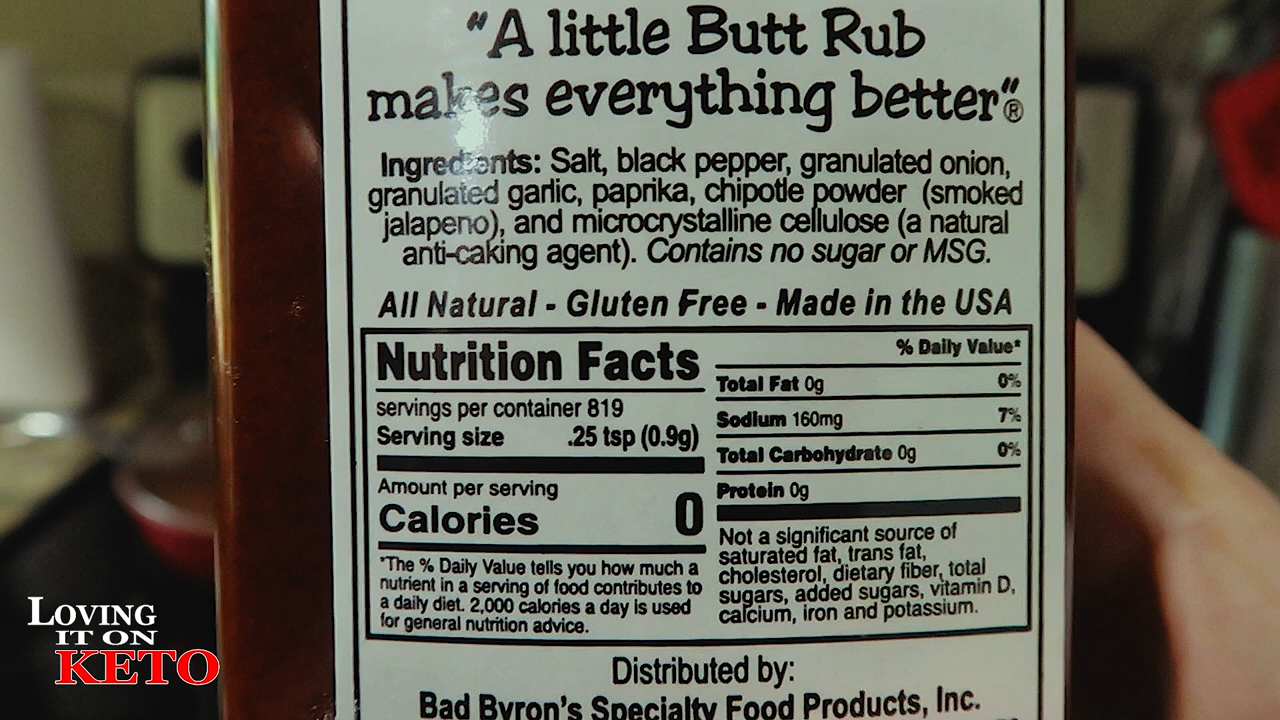 "A little Butt Rub
makes everything better"®
Ingredients: Salt, black pepper, granulated onion,
granulated garlic, paprika, chipotle powder (smoked
jalapeno), and microcrystalline cellulose (a natural
anti-caking agent). Contains no sugar or MSG.
All Natural - Gluten Free - Made in the USA
Nutrition Facts
servings per container 819
Serving size .25 tsp (0.9g)
Amount per serving
Calories 0
*The % Daily Value tells you how much a
nutrient in a serving of food contributes to
a daily diet. 2,000 calories a day is used
for general nutrition advice.
% Daily Value*
Total Fat 0g 0%
Sodium 160mg 7%
Total Carbohydrate 0g 0%
Protein 0g
Not a significant source of
saturated fat, trans fat,
cholesterol, dietary fiber, total
sugars, added sugars, vitamin D,
calcium, iron and potassium.
Distributed by:
Bad Byron's Specialty Food Products, Inc.
LOVING
IT ON
KETO